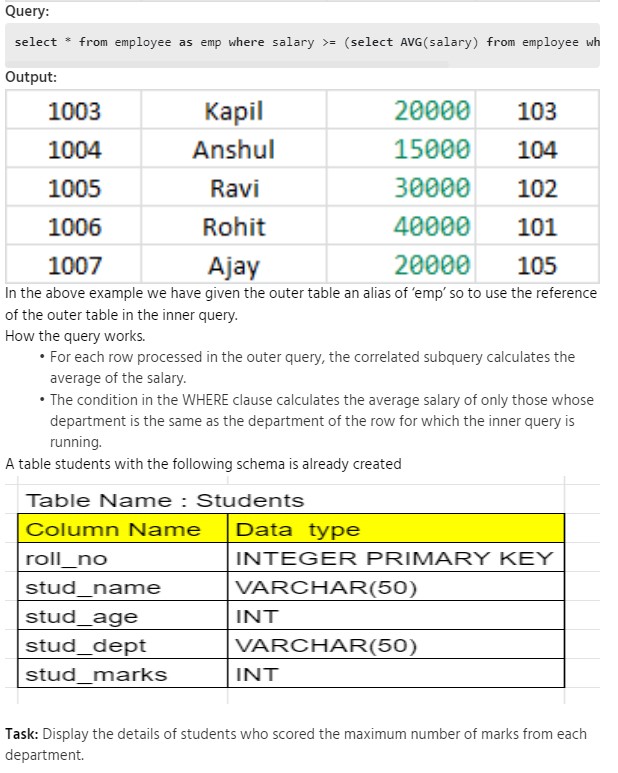 Query:
select * from employee as emp where salary >= (select AVG(salary) from employee wh
Output:
1003 Kapil 20000 103
1004 Anshul 15000 104
1005 Ravi 30000 102
1006 Rohit 40000 101
1007 Ajay 20000 105
In the above example we have given the outer table an alias of ‘emp’ so to use the reference
of the outer table in the inner query.
How the query works.
• For each row processed in the outer query, the correlated subquery calculates the
average of the salary.
• The condition in the WHERE clause calculates the average salary of only those whose
department is the same as the department of the row for which the inner query is
running.
A table students with the following schema is already created
Table Name : Students
Column Name Data type
roll_no INTEGER PRIMARY KEY
stud_name VARCHAR(50)
stud_age INT
stud_dept VARCHAR(50)
stud_marks INT
Task: Display the details of students who scored the maximum number of marks from each
department.